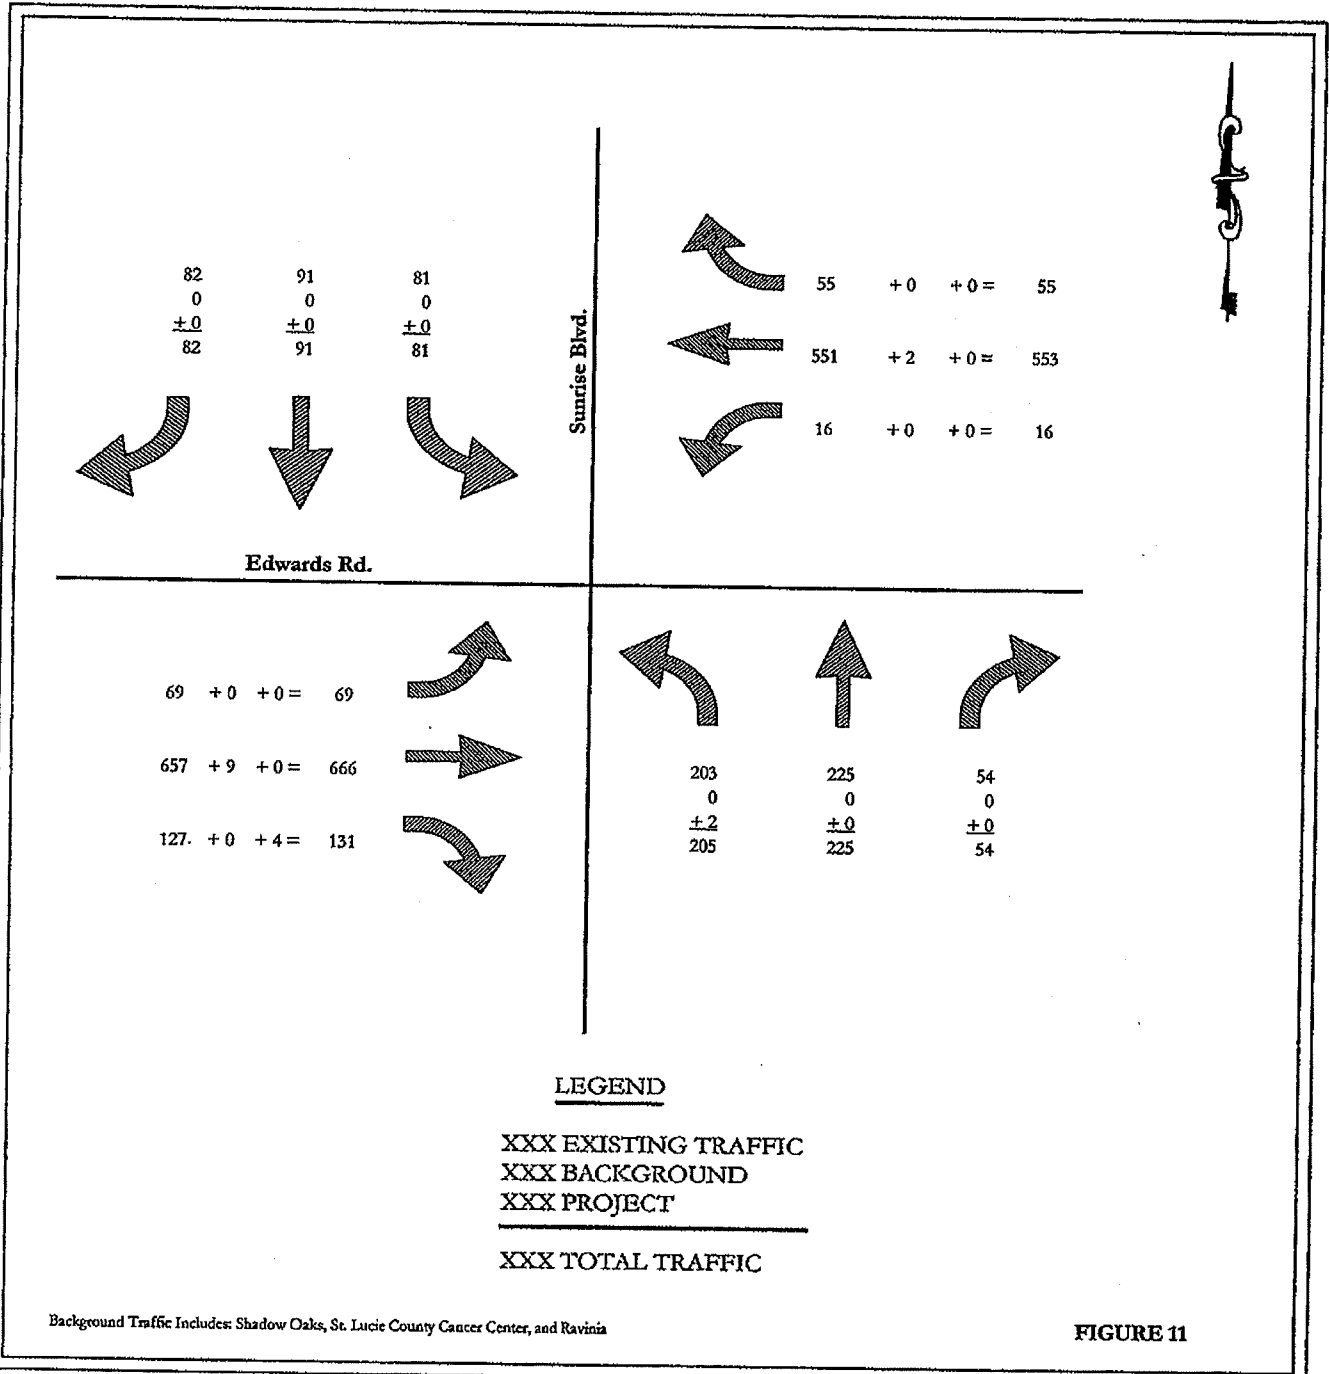 82 91 81
0 0 0
+0 +0 +0
82 91 81
Sunrise Blvd.
55 +0 +0= 55
551 +2 +0= 553
16 +0 +0= 16
Edwards Rd.
69 +0 +0= 69
657 +9 +0= 666
127. +0 +4= 131
203 225 54
0 0 0
+2 +0 +0
205 225 54
LEGEND
XXX EXISTING TRAFFIC
XXX BACKGROUND
XXX PROJECT
XXX TOTAL TRAFFIC
Background Traffic Includes: Shadow Oaks, St. Lucie County Cancer Center, and Ravinia
FIGURE 11